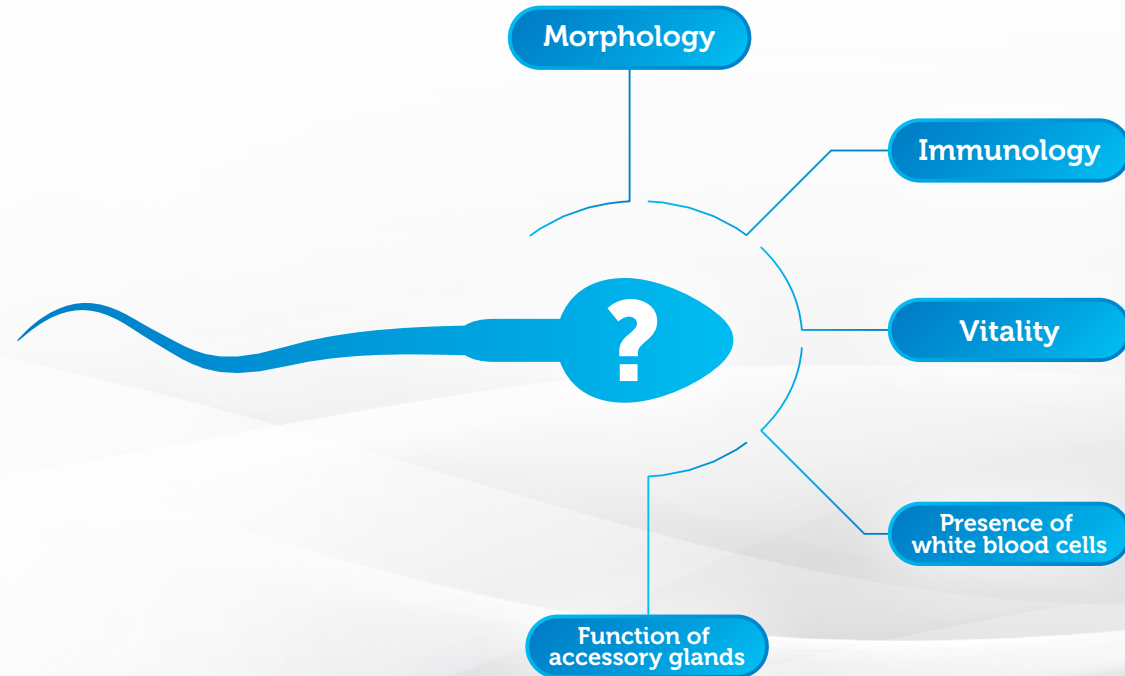 Morphology
Immunology
?
Vitality
Presence of
white blood cells
Function of
accessory glands